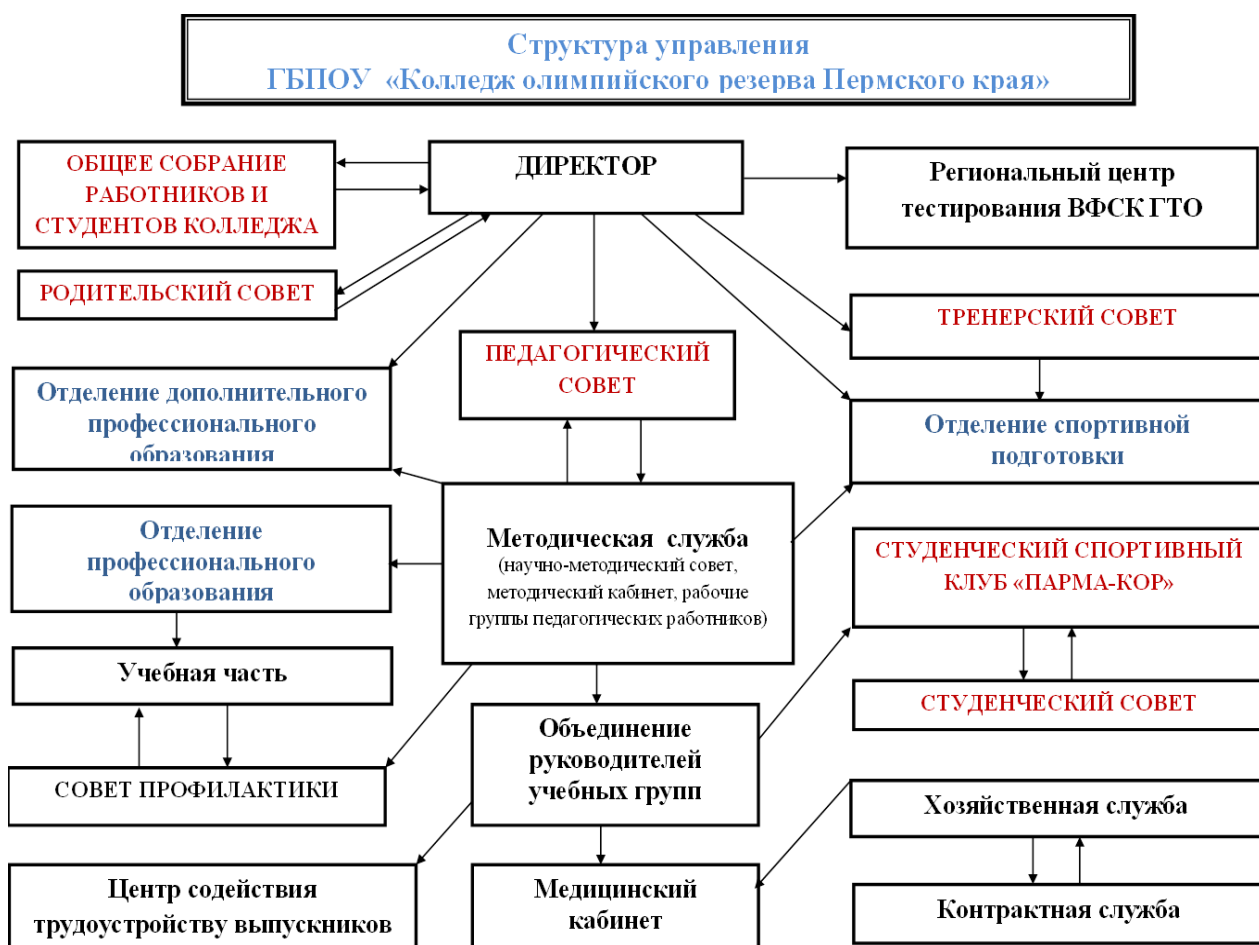 Структура управления
ГБПОУ «Колледж олимпийского резерва Пермского края»
ОБЩЕЕ СОБРАНИЕ
РАБОТНИКОВ И
СТУДЕНТОВ КОЛЛЕДЖА
ДИРЕКТОР
Региональный центр
тестирования ВФСК ГТО
РОДИТЕЛЬСКИЙ СОВЕТ
ТРЕНЕРСКИЙ СОВЕТ
ПЕДАГОГИЧЕСКИЙ
СОВЕТ
Отделение дополнительного
профессионального
образования
Отделение спортивной
подготовки
Отделение
профессионального
образования
Методическая служба
(научно-методический совет,
методический кабинет, рабочие
группы педагогических работников)
СТУДЕНЧЕСКИЙ СПОРТИВНЫЙ
КЛУБ «ПАРМА-КОР»
Учебная часть
СТУДЕНЧЕСКИЙ СОВЕТ
Объединение
руководителей
учебных групп
СОВЕТ ПРОФИЛАКТИКИ
Хозяйственная служба
Центр содействия
трудоустройству выпускников
Медицинский
кабинет
Контрактная служба